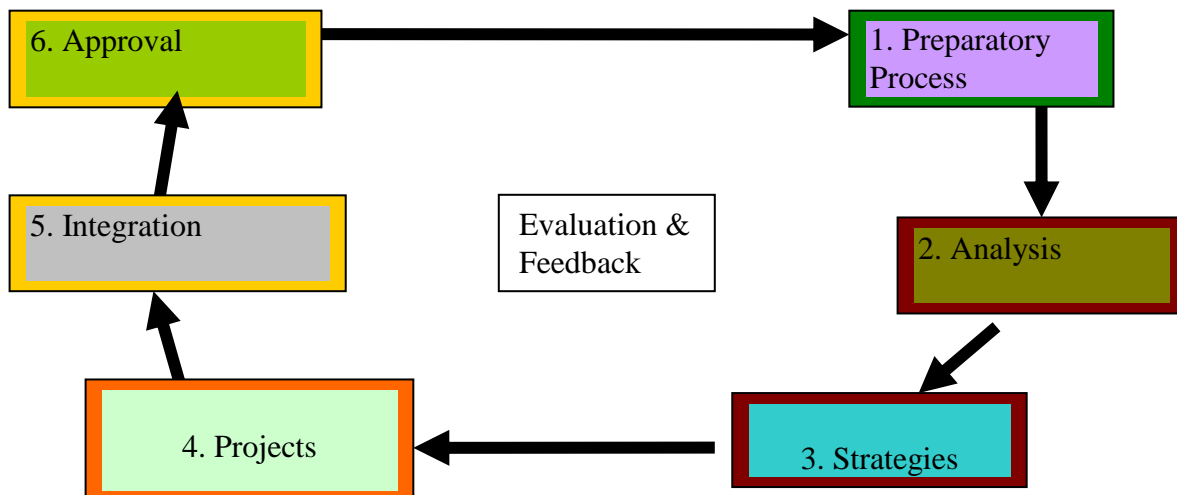 6. Approval
1. Preparatory
Process
5. Integration
Evaluation &
Feedback
2. Analysis
4. Projects
3. Strategies